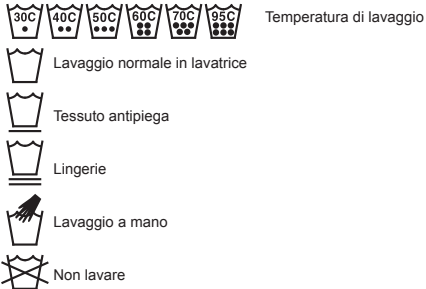 30C 40C 50C 60C 70C 95C Temperatura di lavaggio
Lavaggio normale in lavatrice
Tessuto antipiega
Lingerie
Lavaggio a mano
Non lavare